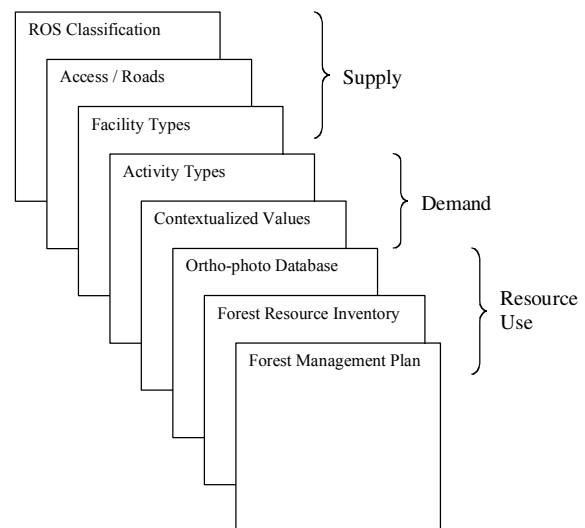 ROS Classification
Access / Roads
Facility Types
Supply
Activity Types
Contextualized Values
Demand
Ortho-photo Database
Forest Resource Inventory
Forest Management Plan
Resource
Use